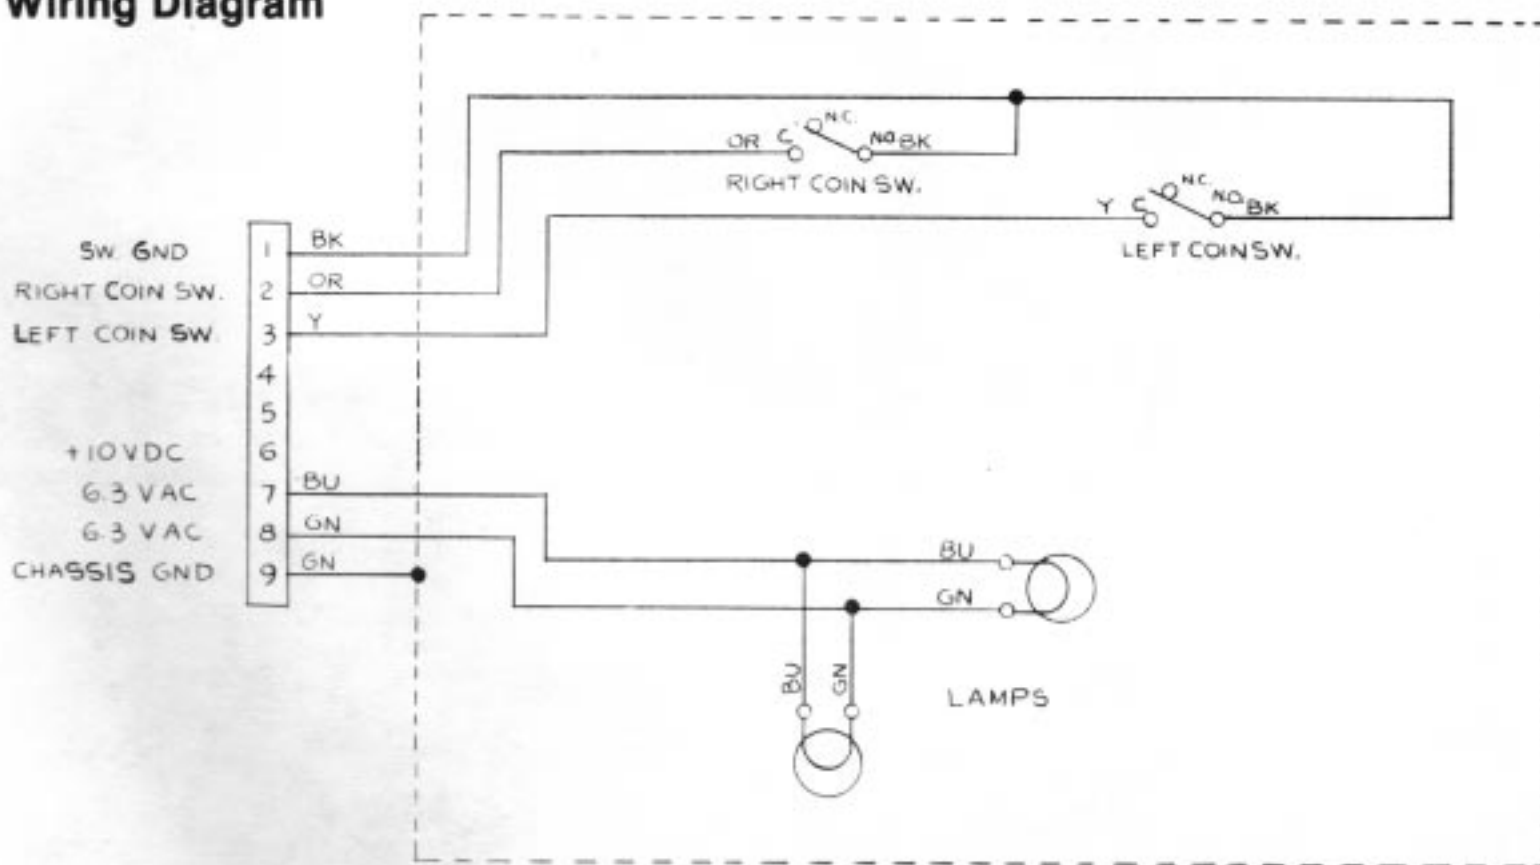 Wiring Diagram
OR C N.C. N.O. BK
RIGHT COIN SW.
Y C N.C. N.O. BK
LEFT COIN SW.
SW. GND 1 BK
RIGHT COIN SW. 2 OR
LEFT COIN SW. 3 Y
4
5
+10VDC 6
6.3 VAC 7 BU
6.3 VAC 8 GN
CHASSIS GND 9 GN
BU
GN
BU GN
LAMPS